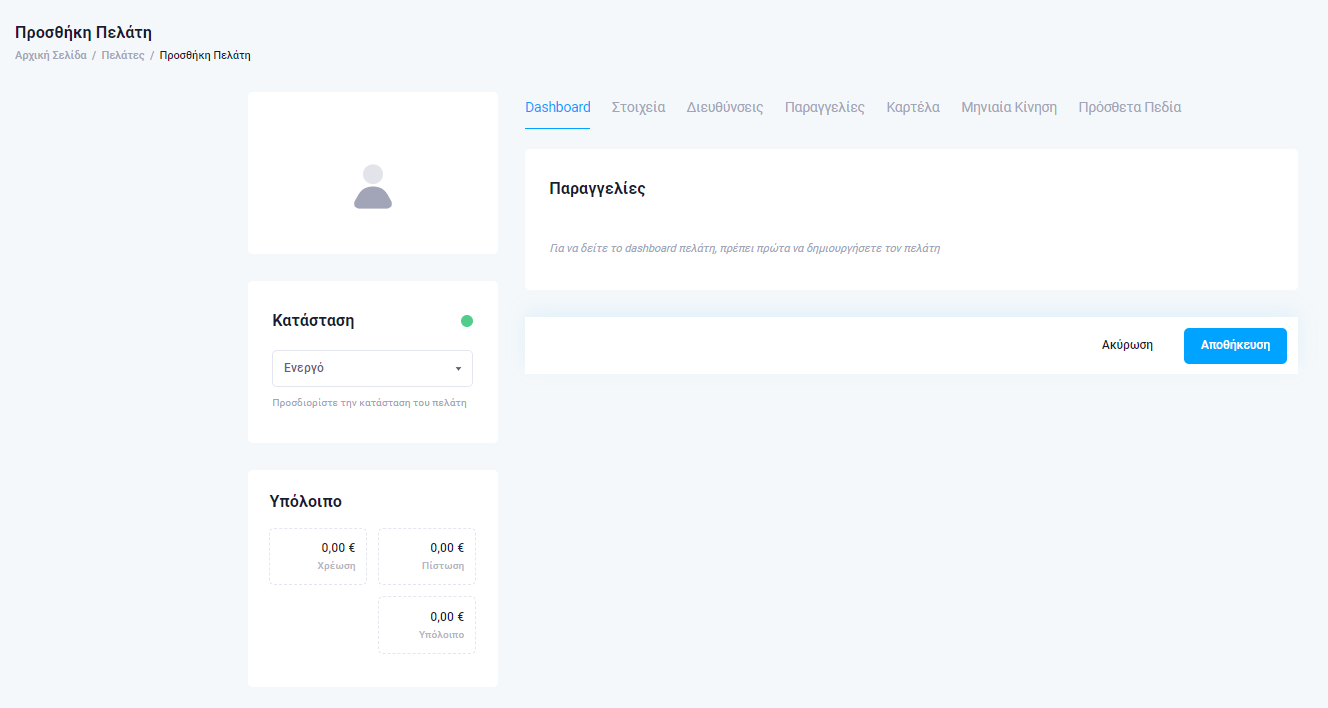 Προσθήκη Πελάτη
Αρχική Σελίδα / Πελάτες / Προσθήκη Πελάτη
Dashboard Στοιχεία Διευθύνσεις Παραγγελίες Καρτέλα Μηνιαία Κίνηση Πρόσθετα Πεδία
Παραγγελίες
Για να δείτε το dashboard πελάτη, πρέπει πρώτα να δημιουργήσετε τον πελάτη
Ακύρωση Αποθήκευση
Κατάσταση
Ενεργό
Προσδιορίστε την κατάσταση του πελάτη
Υπόλοιπο
0,00 € 0,00 €
Χρέωση Πίστωση
0,00 €
Υπόλοιπο